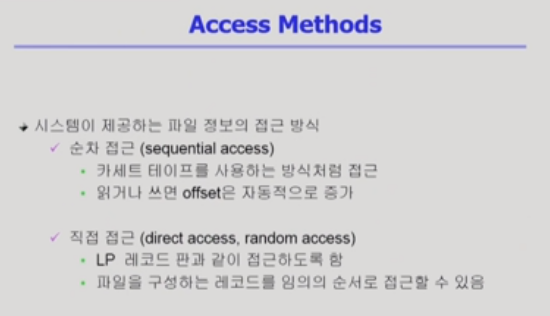 Access Methods
시스템이 제공하는 파일 정보의 접근 방식
순차 접근 (sequential access)
카세트 테이프를 사용하는 방식처럼 접근
읽거나 쓰면 offset은 자동적으로 증가
직접 접근 (direct access, random access)
LP 레코드 판과 같이 접근하도록 함
파일을 구성하는 레코드를 임의의 순서로 접근할 수 있음